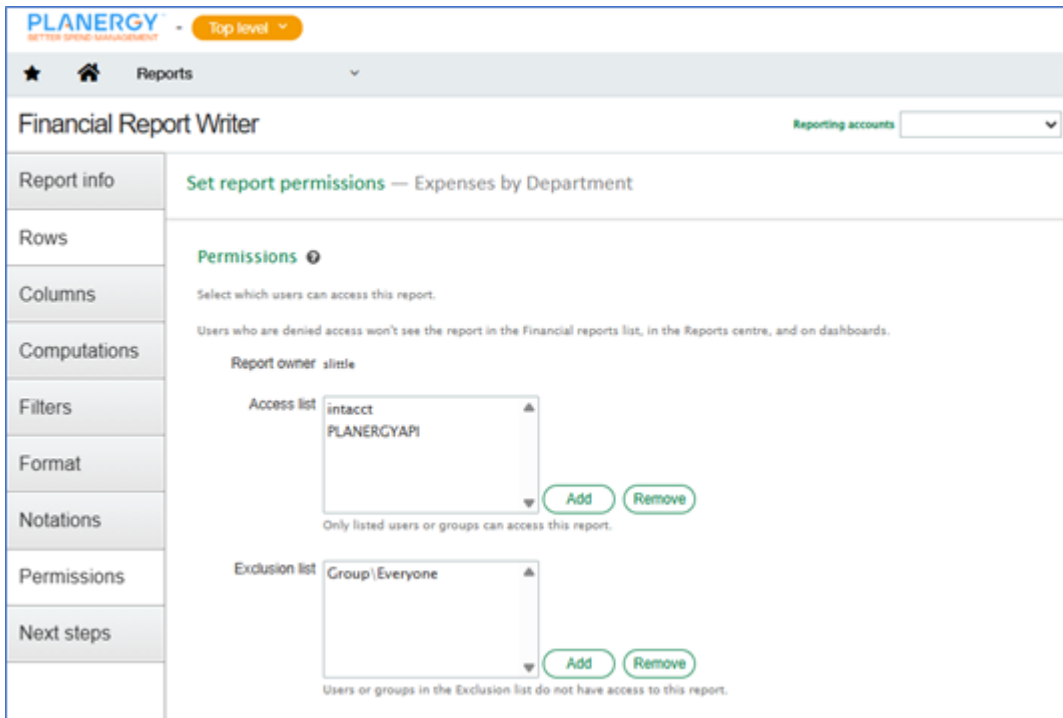 PLANERGY
BETTER SPEND MANAGEMENT
- Top level
Reports
Financial Report Writer
Reporting accounts
Report info
Set report permissions — Expenses by Department
Rows
Permissions
Columns
Select which users can access this report.
Users who are denied access won't see the report in the Financial reports list, in the Reports centre, and on dashboards.
Computations
Report owner slittle
Filters
Access list
intacct
PLANERGYAPI
Format
Add Remove
Notations
Only listed users or groups can access this report.
Permissions
Exclusion list
Group\Everyone
Next steps
Add Remove
Users or groups in the Exclusion list do not have access to this report.